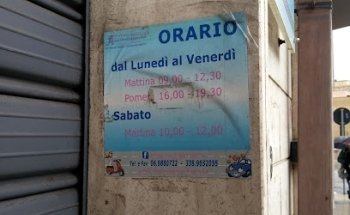 ORARIO
dal Lunedì al Venerdì
Mattina 09,00 - 12,30
Pomer 16,00 - 19,30
Sabato
Mattina 10,00 - 12,00